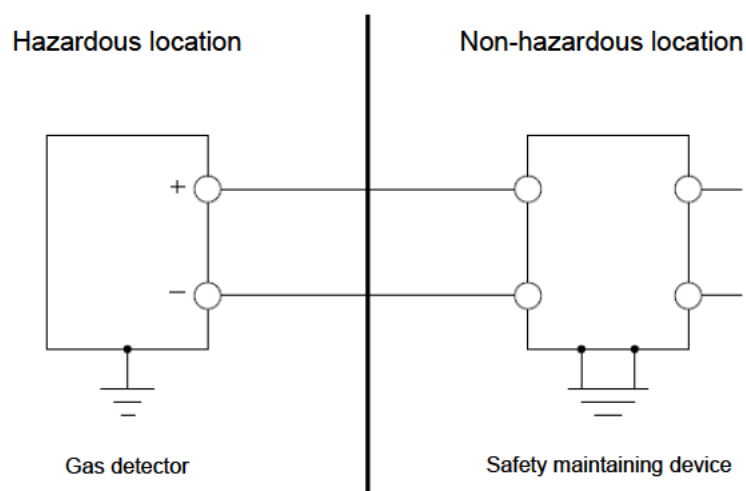 Hazardous location
Non-hazardous location
+
−
Gas detector
Safety maintaining device